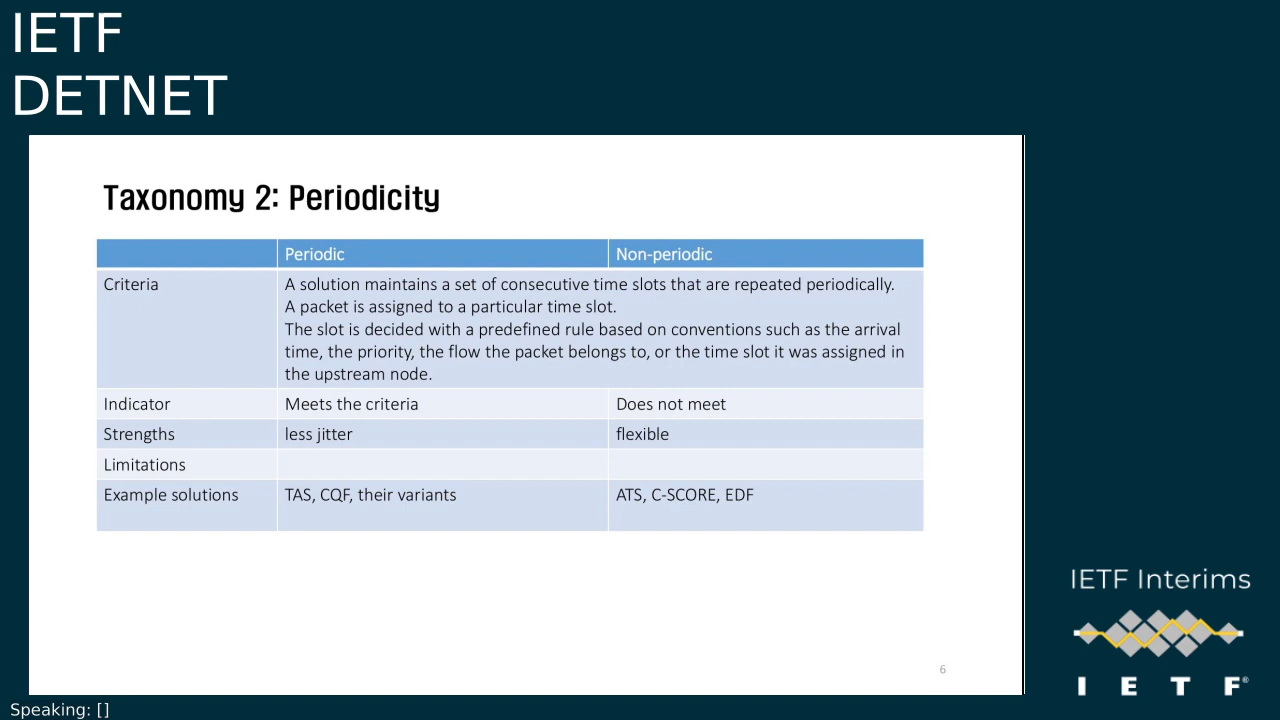 IETF
DETNET
Taxonomy 2: Periodicity
Periodic
Non-periodic
Criteria
A solution maintains a set of consecutive time slots that are repeated periodically.
A packet is assigned to a particular time slot.
The slot is decided with a predefined rule based on conventions such as the arrival
time, the priority, the flow the packet belongs to, or the time slot it was assigned in
the upstream node.
Indicator
Meets the criteria
Does not meet
Strengths
less jitter
flexible
Limitations
Example solutions
TAS, CQF, their variants
ATS, C-SCORE, EDF
6
IETF Interims
I E T F®
Speaking: []